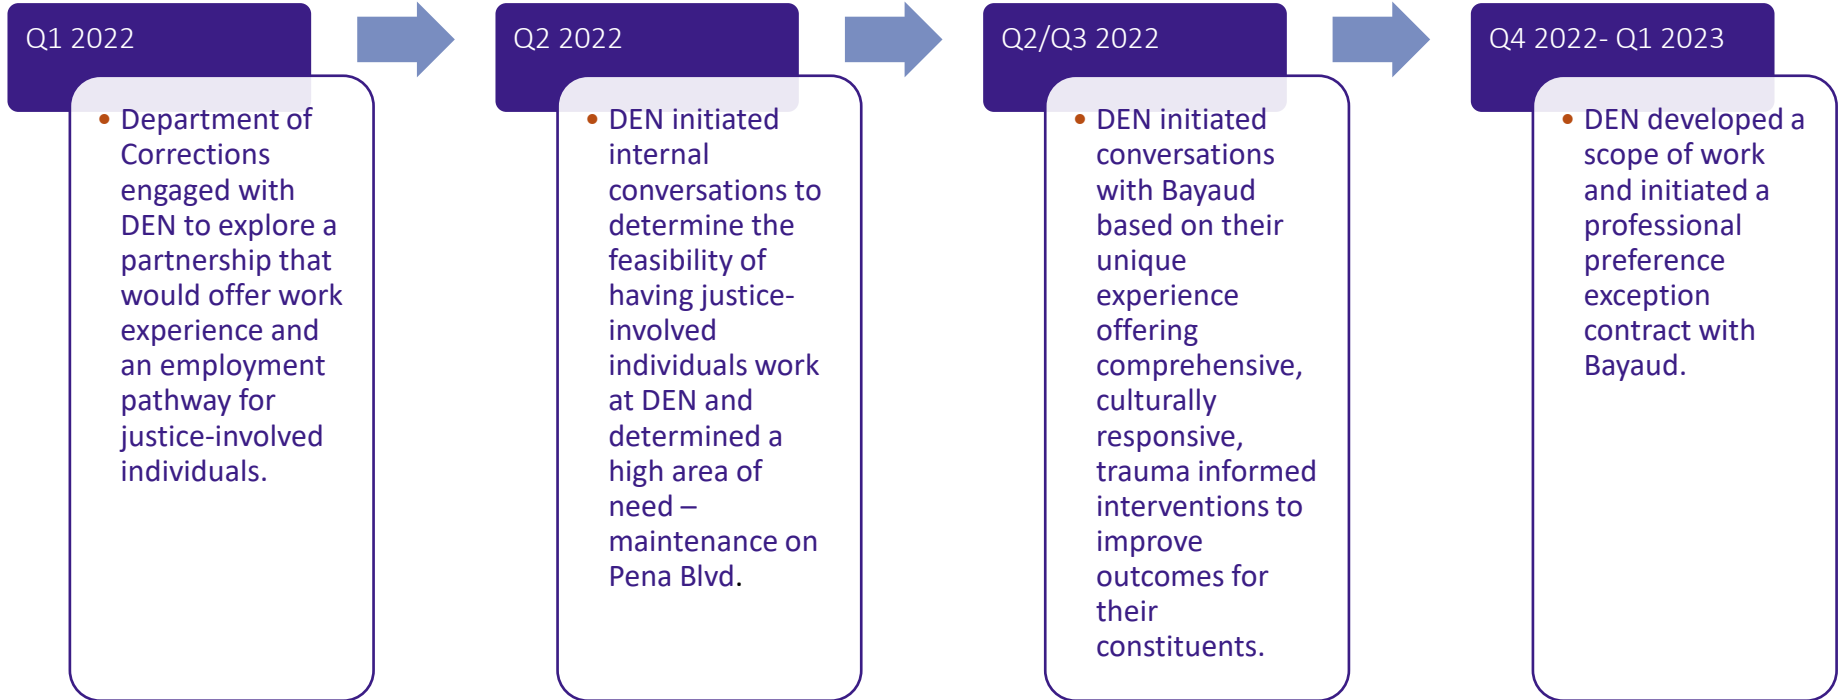 Q1 2022
• Department of
Corrections
engaged with
DEN to explore a
partnership that
would offer work
experience and
an employment
pathway for
justice-involved
individuals.
Q2 2022
• DEN initiated
internal
conversations to
determine the
feasibility of
having justice-
involved
individuals work
at DEN and
determined a
high area of
need –
maintenance on
Pena Blvd.
Q2/Q3 2022
• DEN initiated
conversations
with Bayaud
based on their
unique
experience
offering
comprehensive,
culturally
responsive,
trauma informed
interventions to
improve
outcomes for
their
constituents.
Q4 2022- Q1 2023
• DEN developed a
scope of work
and initiated a
professional
preference
exception
contract with
Bayaud.